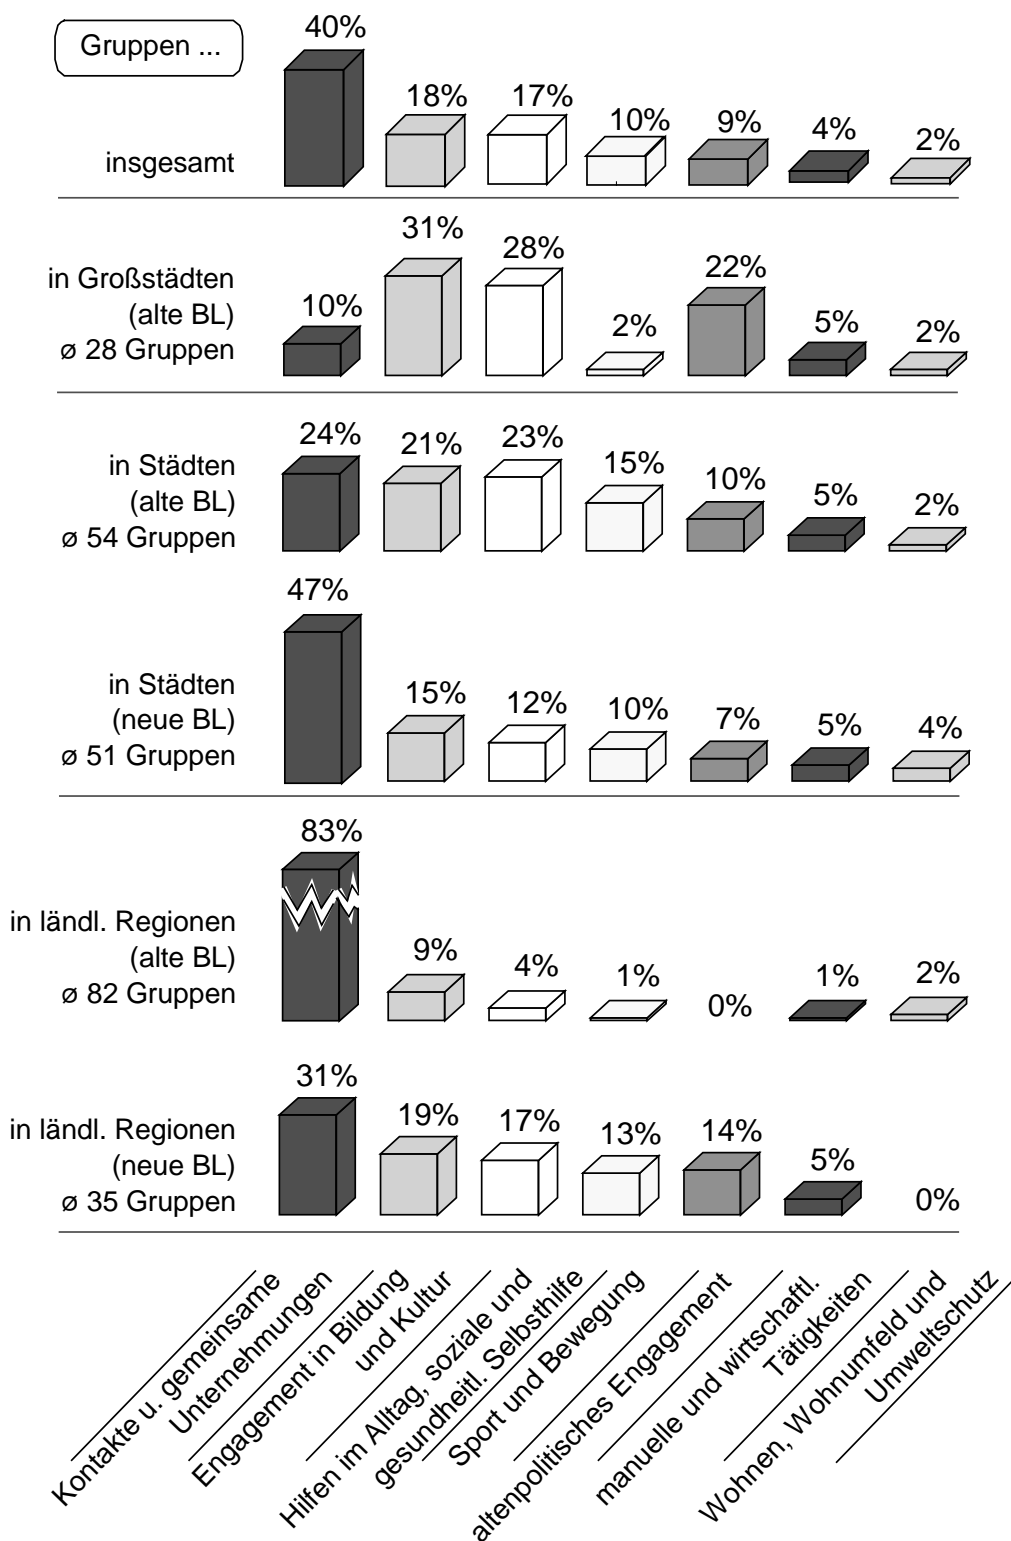 Gruppen ...
40%
18%
17%
10%
9%
4%
2%
insgesamt
31%
28%
22%
10%
2%
5%
2%
in Großstädten
(alte BL)
ø 28 Gruppen
24%
21%
23%
15%
10%
5%
2%
in Städten
(alte BL)
ø 54 Gruppen
47%
15%
12%
10%
7%
5%
4%
in Städten
(neue BL)
ø 51 Gruppen
83%
9%
4%
1%
0%
1%
2%
in ländl. Regionen
(alte BL)
ø 82 Gruppen
31%
19%
17%
13%
14%
5%
0%
in ländl. Regionen
(neue BL)
ø 35 Gruppen
Kontakte u. gemeinsame
Unternehmungen
Engagement in Bildung
und Kultur
Hilfen im Alltag, soziale und
gesundheitl. Selbsthilfe
Sport und Bewegung
altenpolitisches Engagement
manuelle und wirtschaftl.
Tätigkeiten
Wohnen, Wohnumfeld und
Umweltschutz